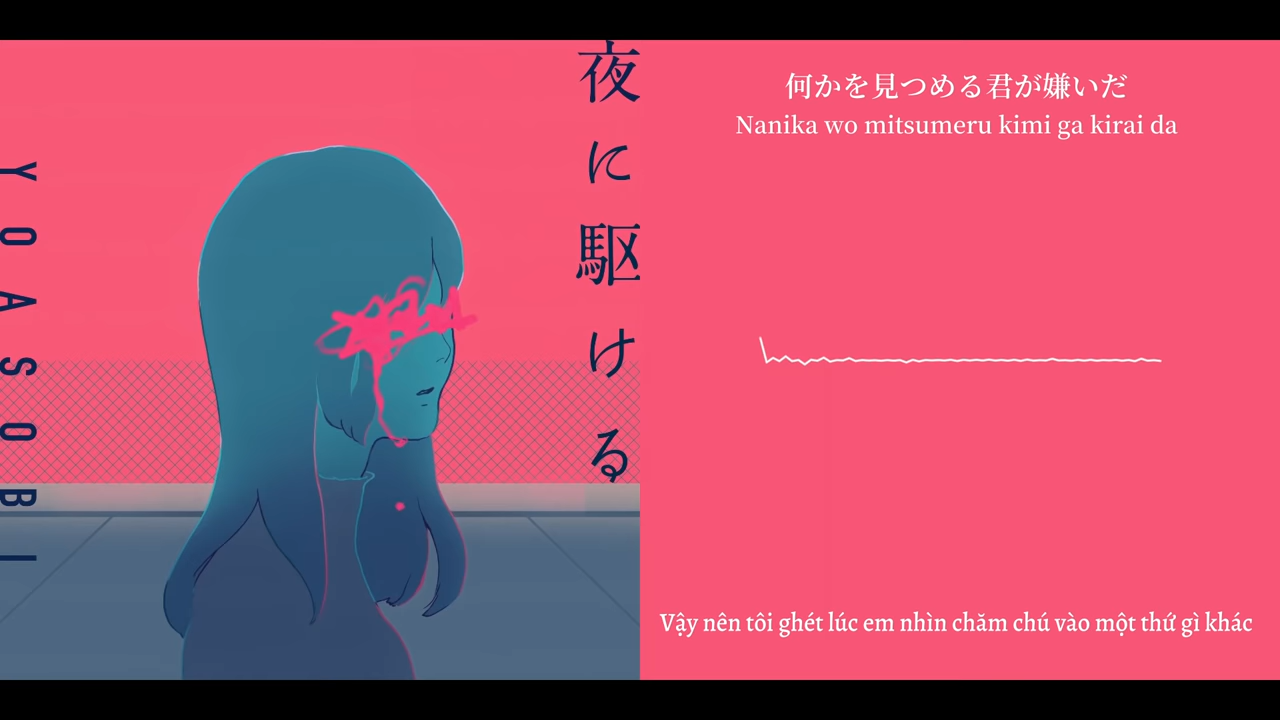 YOASOBI
夜に駆ける
何かを見つめる君が嫌いだ
Nanika wo mitsumeru kimi ga kirai da
Vậy nên tôi ghét lúc em nhìn chăm chú vào một thứ gì khác